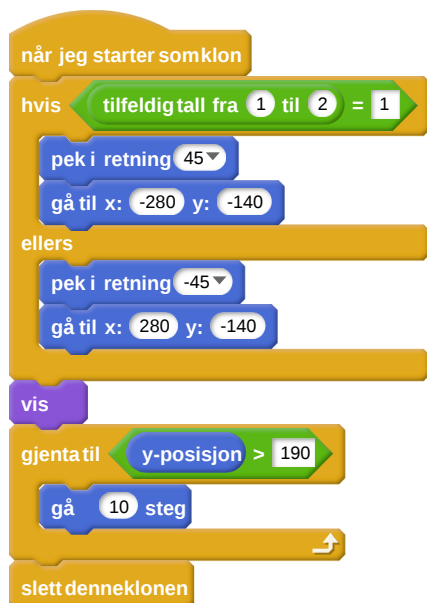 når jeg starter som klon
hvis tilfeldig tall fra 1 til 2 = 1
pek i retning 45
gå til x: -280 y: -140
ellers
pek i retning -45
gå til x: 280 y: -140
vis
gjenta til y-posisjon > 190
gå 10 steg
slett denne klonen